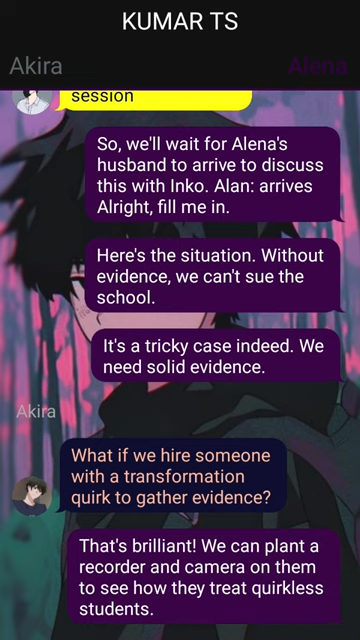 KUMAR TS
Akira
Alena
session
So, we'll wait for Alena's
husband to arrive to discuss
this with Inko. Alan: arrives
Alright, fill me in.
Here's the situation. Without
evidence, we can't sue the
school.
It's a tricky case indeed. We
need solid evidence.
Akira
What if we hire someone
with a transformation
quirk to gather evidence?
That's brilliant! We can plant a
recorder and camera on them
to see how they treat quirkless
students.